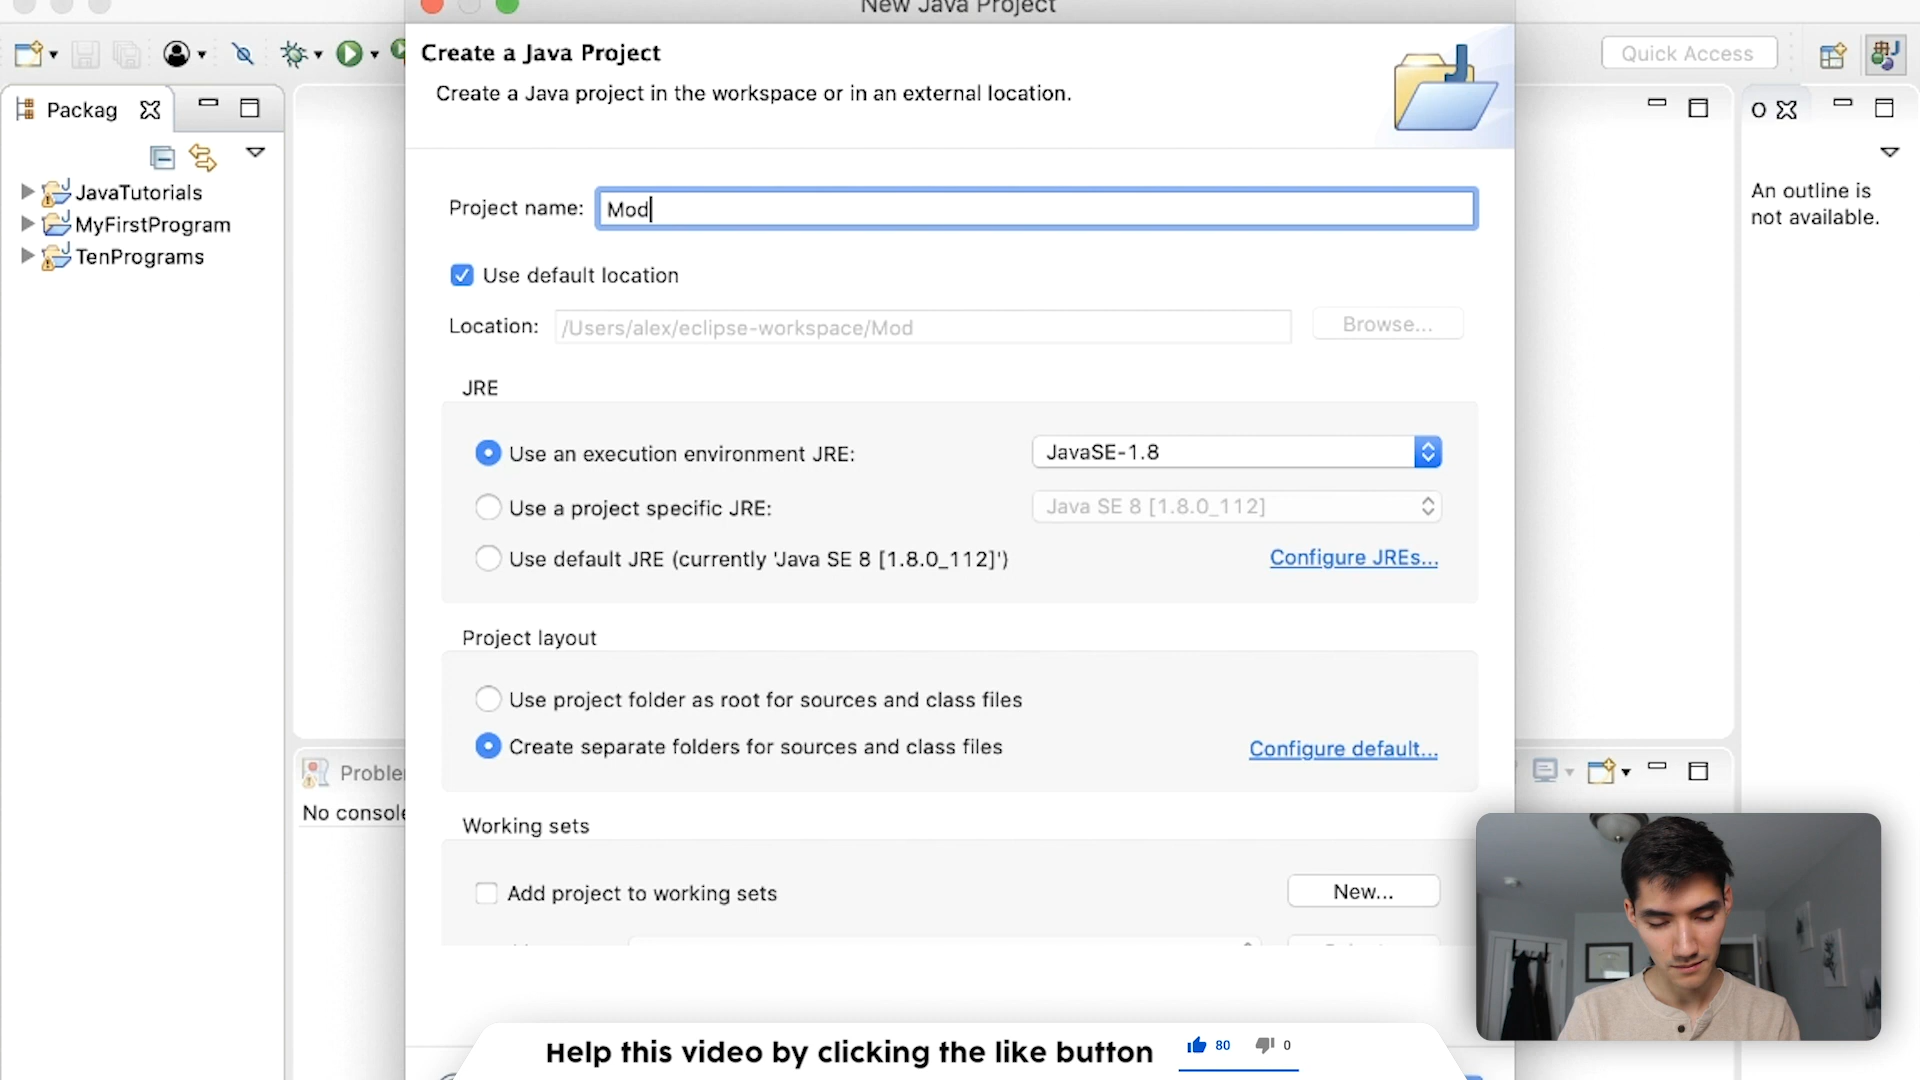 New Java Project
Create a Java Project
Create a Java project in the workspace or in an external location.
Quick Access
Packag
JavaTutorials
MyFirstProgram
TenPrograms
Project name: Mod
Use default location
Location: /Users/alex/eclipse-workspace/Mod
Browse...
JRE
Use an execution environment JRE: JavaSE-1.8
Use a project specific JRE: Java SE 8 [1.8.0_112]
Use default JRE (currently 'Java SE 8 [1.8.0_112]')
Configure JREs...
Project layout
Use project folder as root for sources and class files
Create separate folders for sources and class files
Configure default...
Working sets
Add project to working sets
New...
O
An outline is
not available.
Proble
No console
Help this video by clicking the like button
80
0